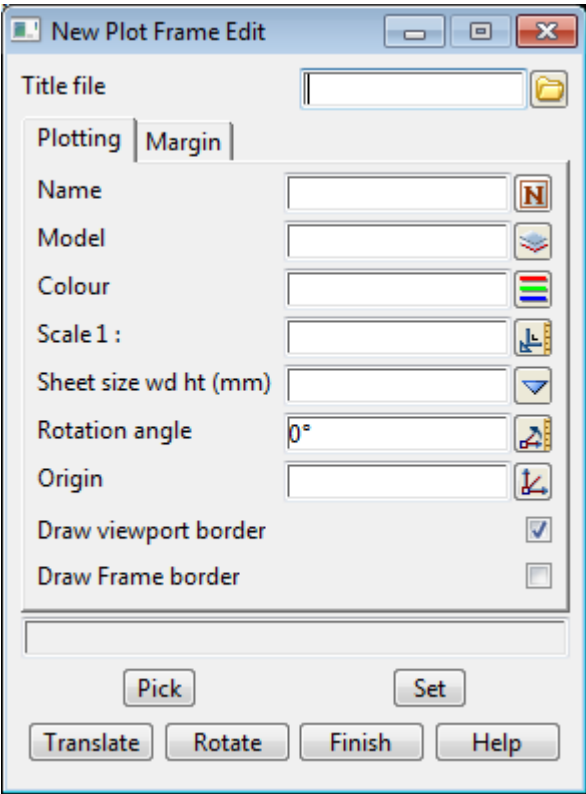 New Plot Frame Edit
Title file
Plotting Margin
Name N
Model
Colour
Scale 1 :
Sheet size wd ht (mm)
Rotation angle 0°
Origin
Draw viewport border
Draw Frame border
Pick Set
Translate Rotate Finish Help